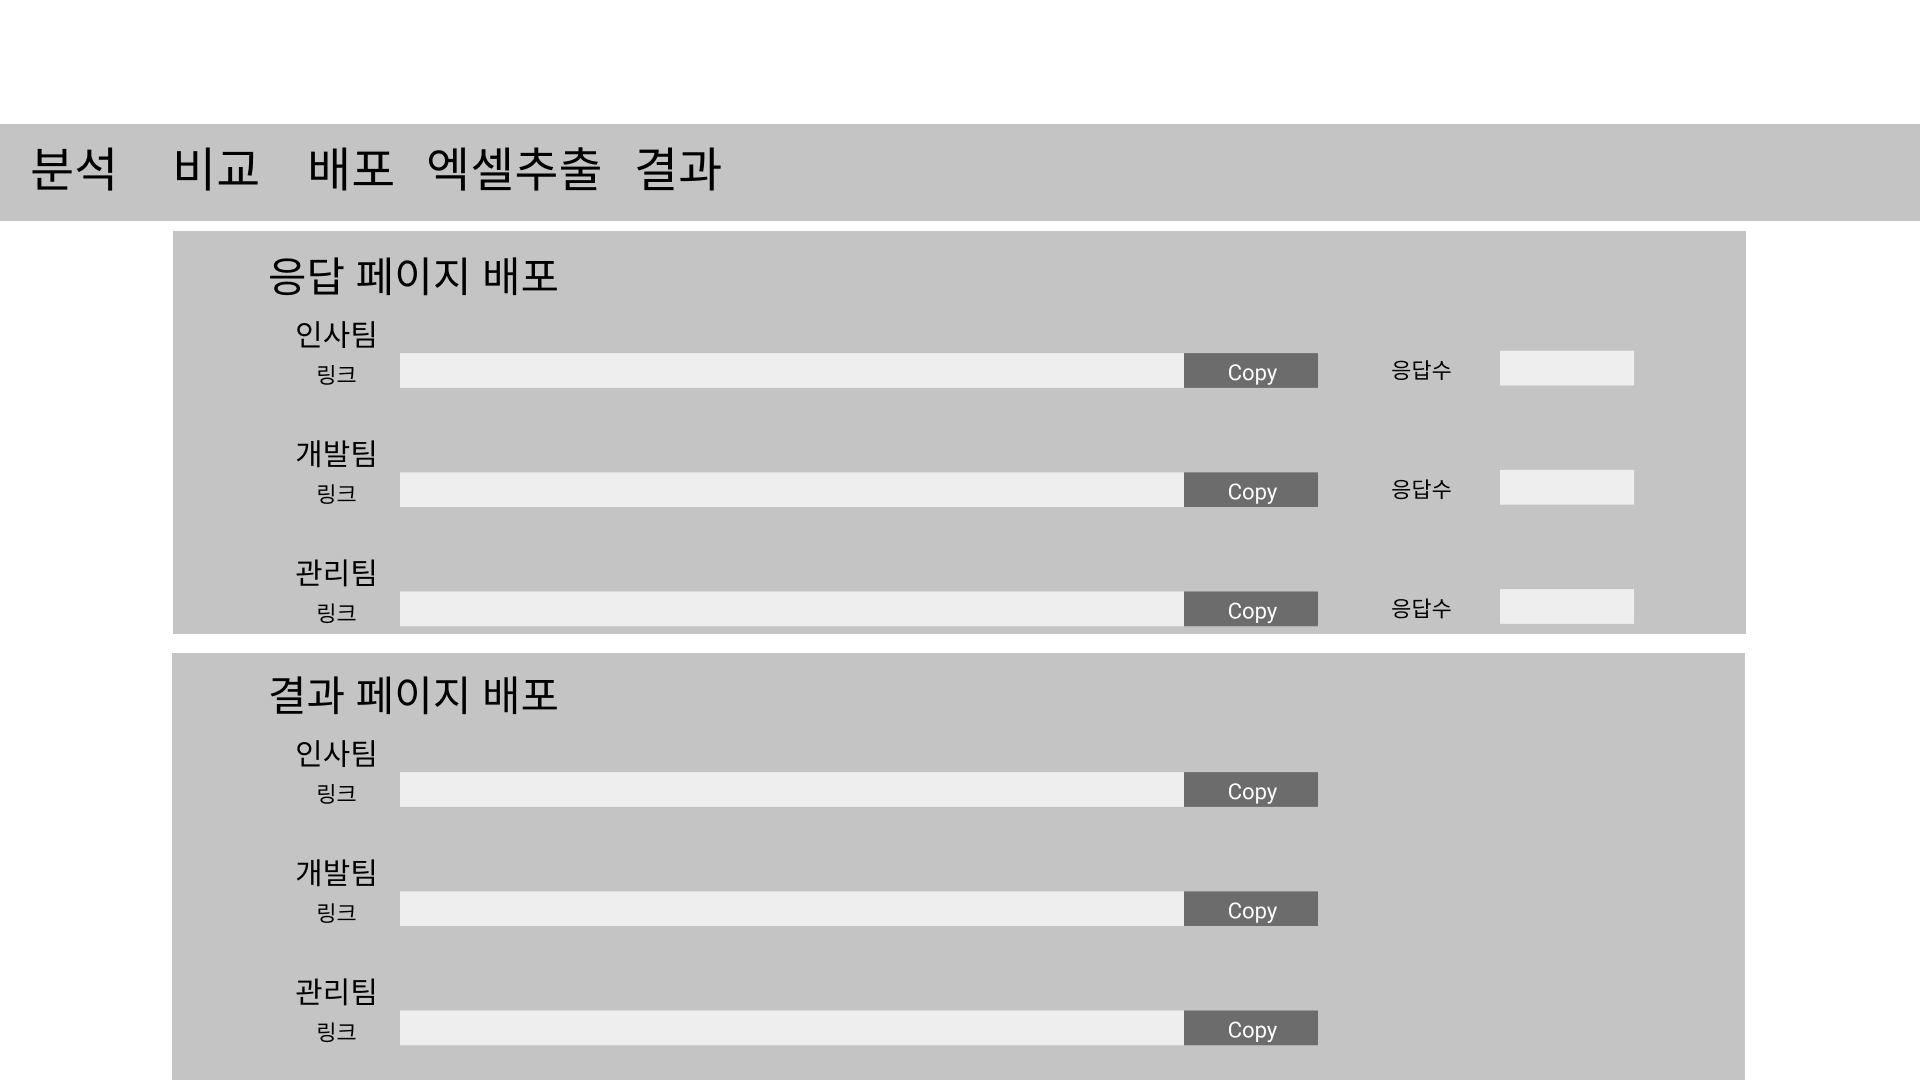 분석 비교 배포 엑셀추출 결과
응답 페이지 배포
인사팀
링크 Copy 응답수
개발팀
링크 Copy 응답수
관리팀
링크 Copy 응답수
결과 페이지 배포
인사팀
링크 Copy
개발팀
링크 Copy
관리팀
링크 Copy